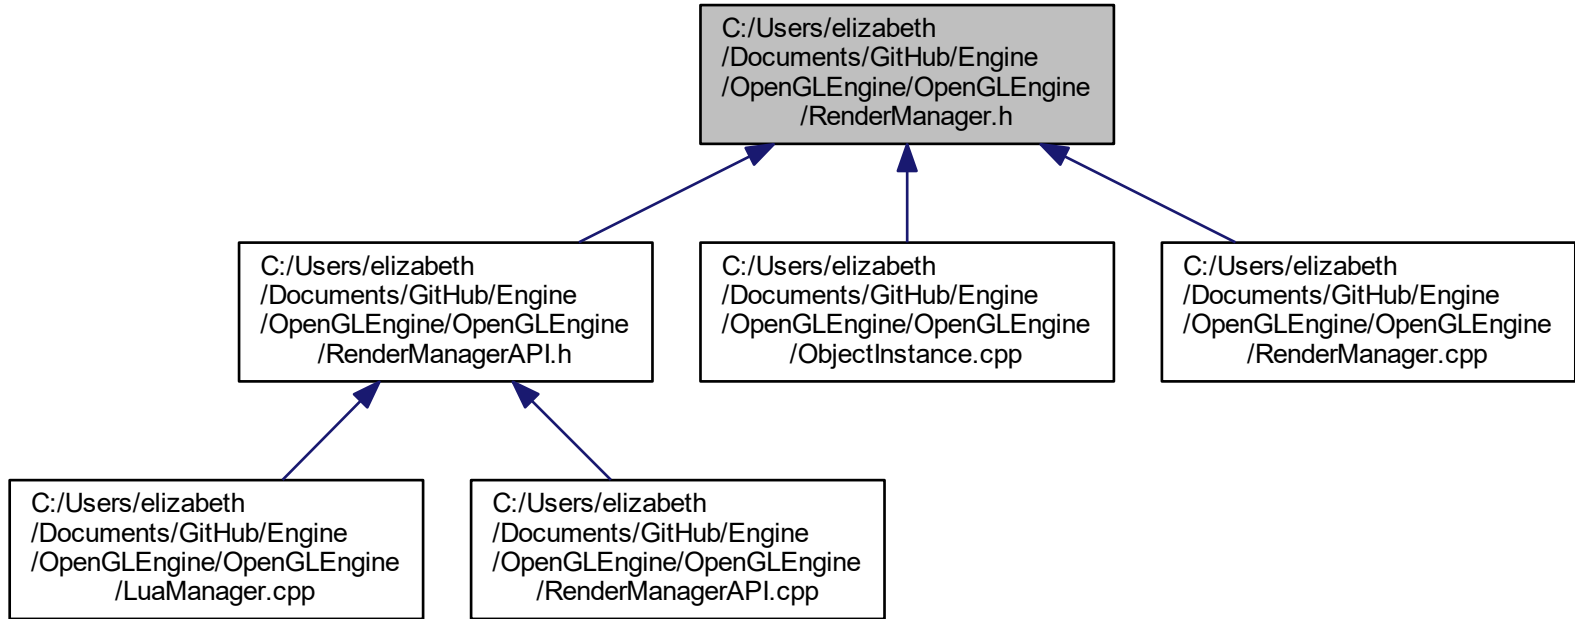 C:/Users/elizabeth
/Documents/GitHub/Engine
/OpenGLEngine/OpenGLEngine
/RenderManager.h
C:/Users/elizabeth
/Documents/GitHub/Engine
/OpenGLEngine/OpenGLEngine
/RenderManagerAPI.h
C:/Users/elizabeth
/Documents/GitHub/Engine
/OpenGLEngine/OpenGLEngine
/ObjectInstance.cpp
C:/Users/elizabeth
/Documents/GitHub/Engine
/OpenGLEngine/OpenGLEngine
/RenderManager.cpp
C:/Users/elizabeth
/Documents/GitHub/Engine
/OpenGLEngine/OpenGLEngine
/LuaManager.cpp
C:/Users/elizabeth
/Documents/GitHub/Engine
/OpenGLEngine/OpenGLEngine
/RenderManagerAPI.cpp